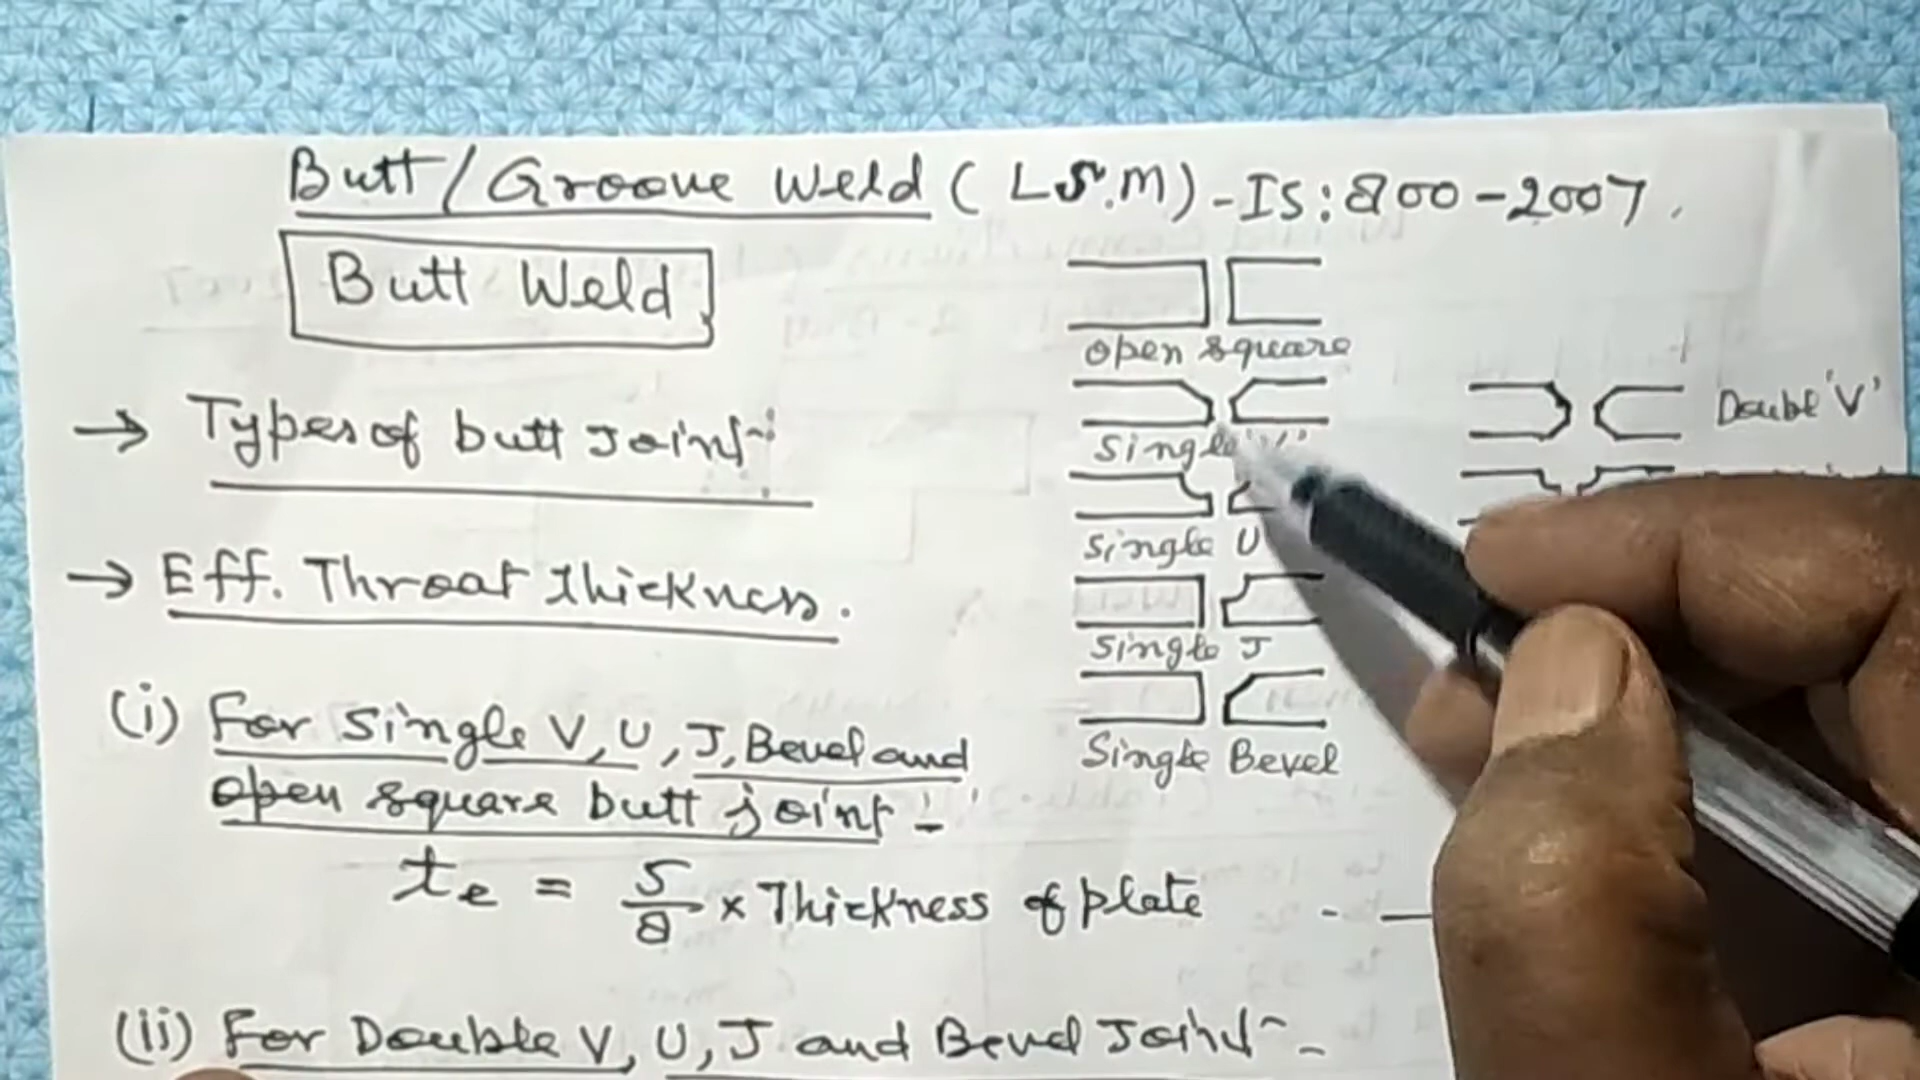 Butt/Groove Weld (LS.M) - IS:800-2007.
Butt Weld
open square
→ Types of butt Joint:-
Double 'V'
Single 'V'
Single U
→ Eff. Throat thickness.
Single J
(i) For Single V, U, J, Bevel and
open square butt joint :-
Single Bevel
te = 5/8 x Thickness of plate - —
(ii) For Double V, U, J and Bevel Joint -